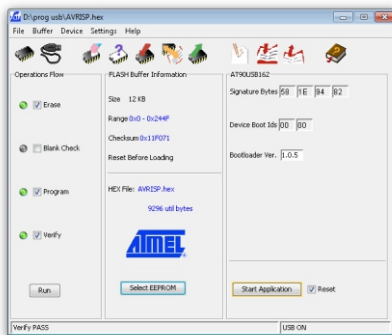 D:\prog usb\AVRISP.hex
File Buffer Device Settings Help
Operations Flow
Erase
Blank Check
Program
Verify
Run
FLASH Buffer Information
Size 12 KB
Range 0x0 - 0x244F
Checksum 0x11F071
Reset Before Loading
HEX File: AVRISP.hex
9296 util bytes
ATMEL
Select EEPROM
AT90USB162
Signature Bytes 58 1E 94 82
Device Boot Ids 00 00
Bootloader Ver. 1.0.5
Start Application Reset
Verify PASS
USB ON